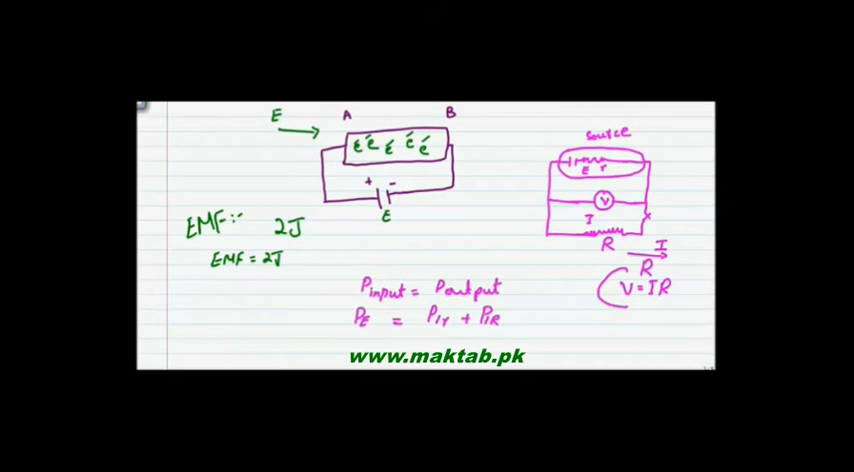 A
B
E
e e e e e
+ -
E
EMF:- 2J
EMF = 2J
source
E r
V
I
R
I
R
V = IR
Pinput = Poutput
PE = PIr + PIR
www.maktab.pk